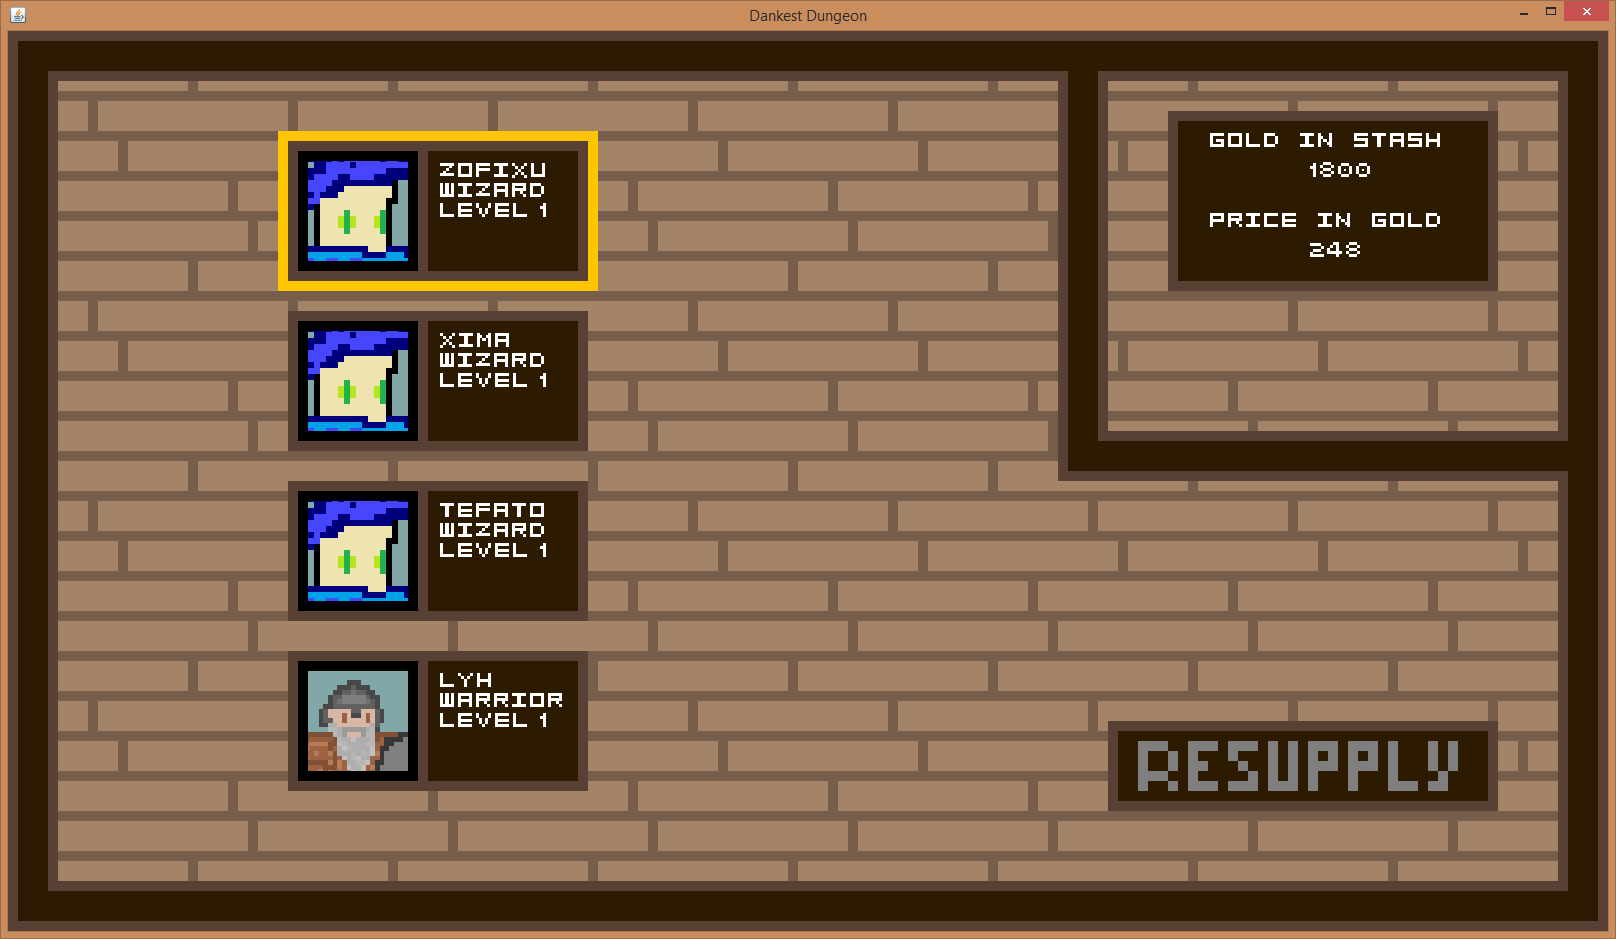 Dankest Dungeon
ZOFIXU
WIZARD
LEVEL 1
XIMA
WIZARD
LEVEL 1
TEFATO
WIZARD
LEVEL 1
LYH
WARRIOR
LEVEL 1
GOLD IN STASH
1800
PRICE IN GOLD
248
RESUPPLY